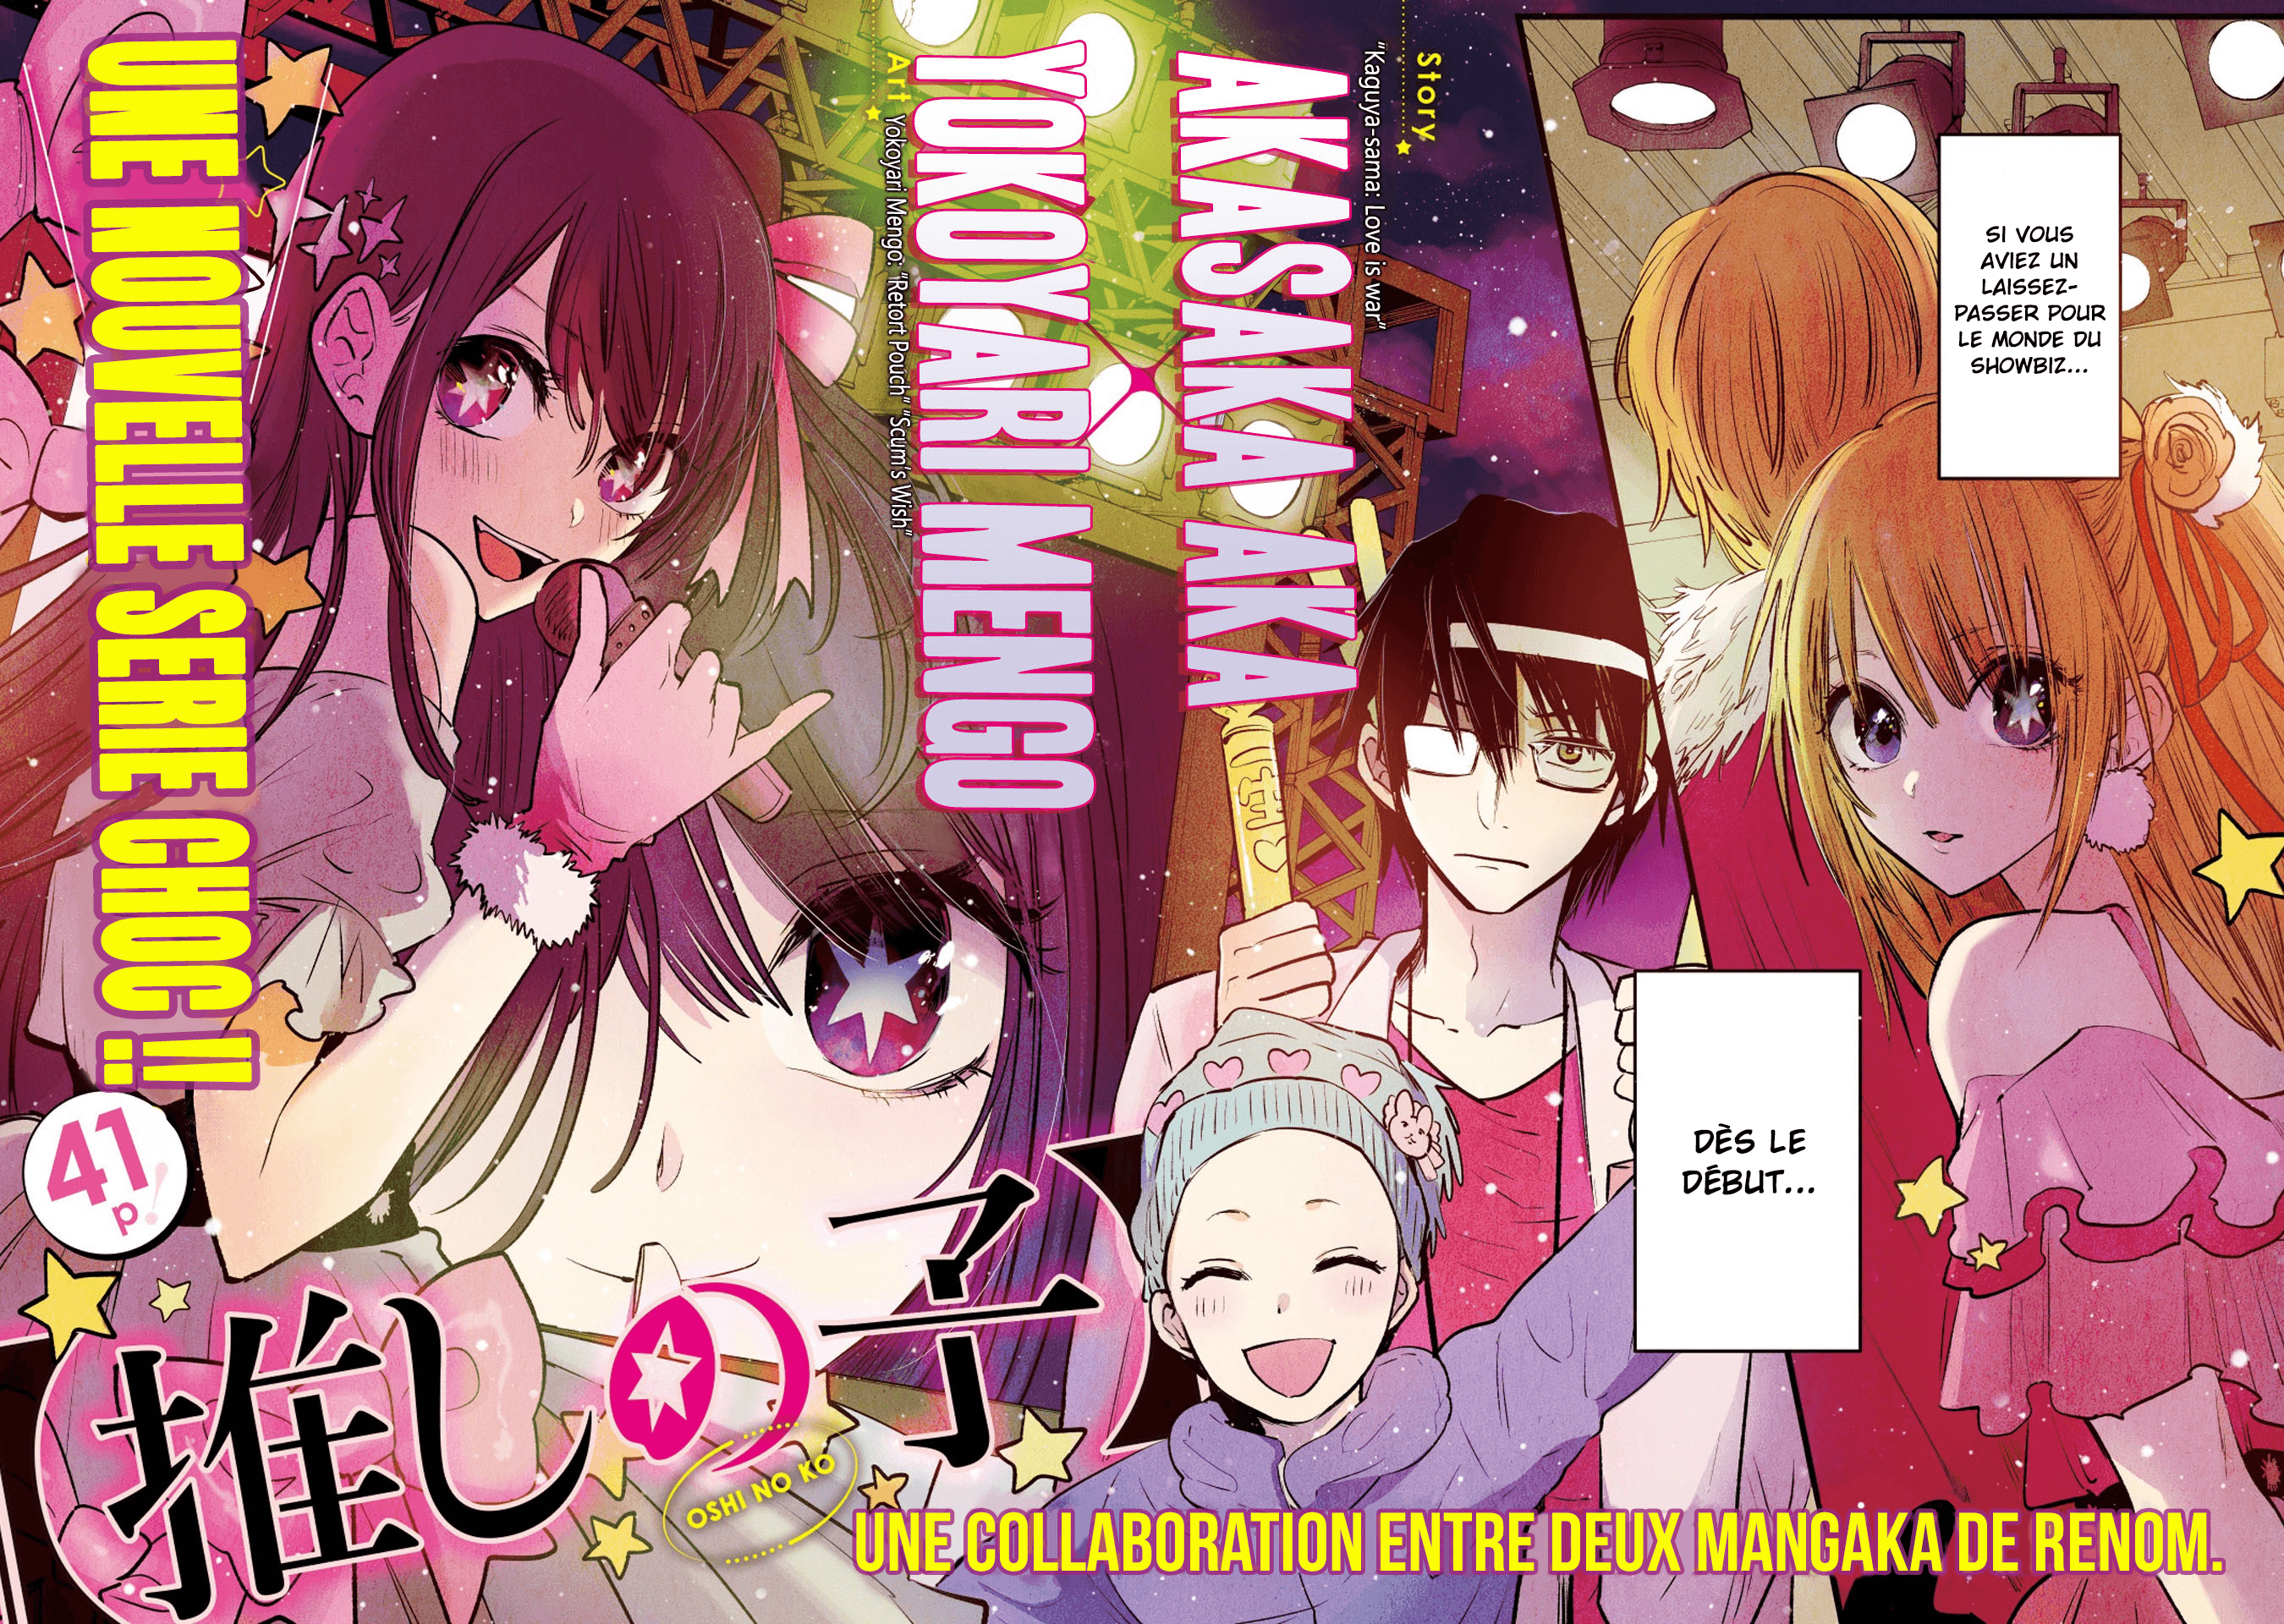 SI VOUS
AVIEZ UN
LAISSEZ-
PASSER POUR
LE MONDE DU
SHOWBIZ...
DÈS LE
DÉBUT...
Story
"Kaguya-sama: Love is war"
AKASAKA AKA
×
YOKOYARI MENGO
Art
Yokoyari Mengo: "Retort Pouch" "Scum's Wish"
UNE NOUVELLE SERIE CHOC !!
41
p!
推しの子
OSHI NO KO
UNE COLLABORATION ENTRE DEUX MANGAKA DE RENOM.